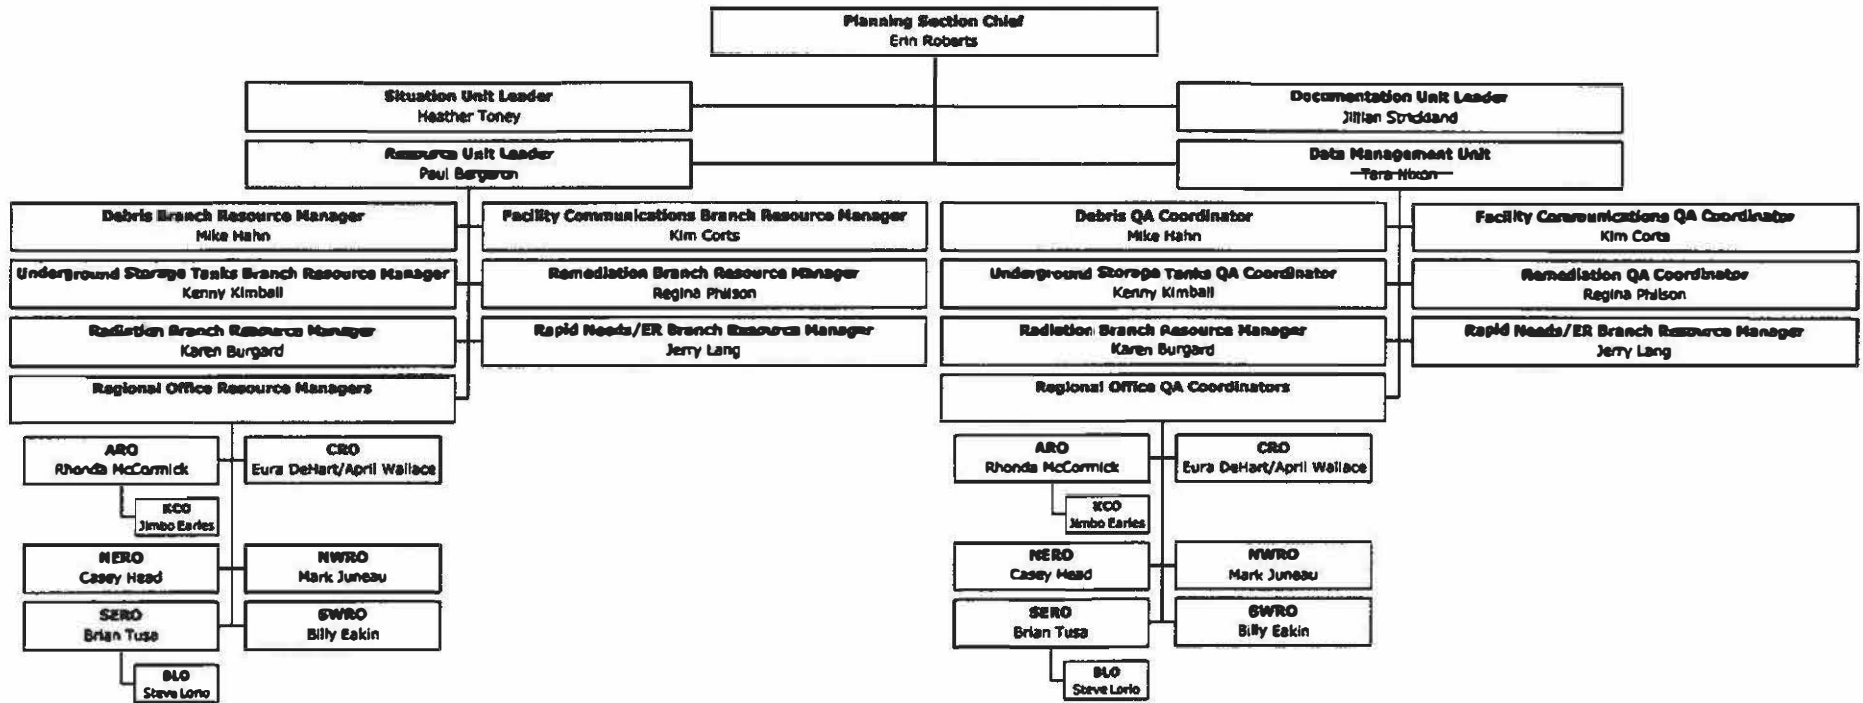 Planning Section Chief
Erin Roberts
Situation Unit Leader
Heather Toney
Documentation Unit Leader
Jillian Strickland
Resource Unit Leader
Paul Bergeron
Data Management Unit
Tara Nixon
Debris Branch Resource Manager
Mike Hahn
Facility Communications Branch Resource Manager
Kim Corts
Debris QA Coordinator
Mike Hahn
Facility Communications QA Coordinator
Kim Corts
Underground Storage Tanks Branch Resource Manager
Kenny Kimball
Remediation Branch Resource Manager
Regina Philson
Underground Storage Tanks QA Coordinator
Kenny Kimball
Remediation QA Coordinator
Regina Philson
Radiation Branch Resource Manager
Karen Burgard
Rapid Needs/ER Branch Resource Manager
Jerry Lang
Radiation Branch Resource Manager
Karen Burgard
Rapid Needs/ER Branch Resource Manager
Jerry Lang
Regional Office Resource Managers
Regional Office QA Coordinators
ARO
Rhonda McCormick
CRO
Eura DeHart/April Wallace
KCO
Jimbo Earles
NERO
Casey Head
NWRO
Mark Juneau
SERO
Brian Tusa
SWRO
Billy Eakin
BLO
Steve Lorio
ARO
Rhonda McCormick
CRO
Eura DeHart/April Wallace
KCO
Jimbo Earles
NERO
Casey Head
NWRO
Mark Juneau
SERO
Brian Tusa
SWRO
Billy Eakin
BLO
Steve Lorio